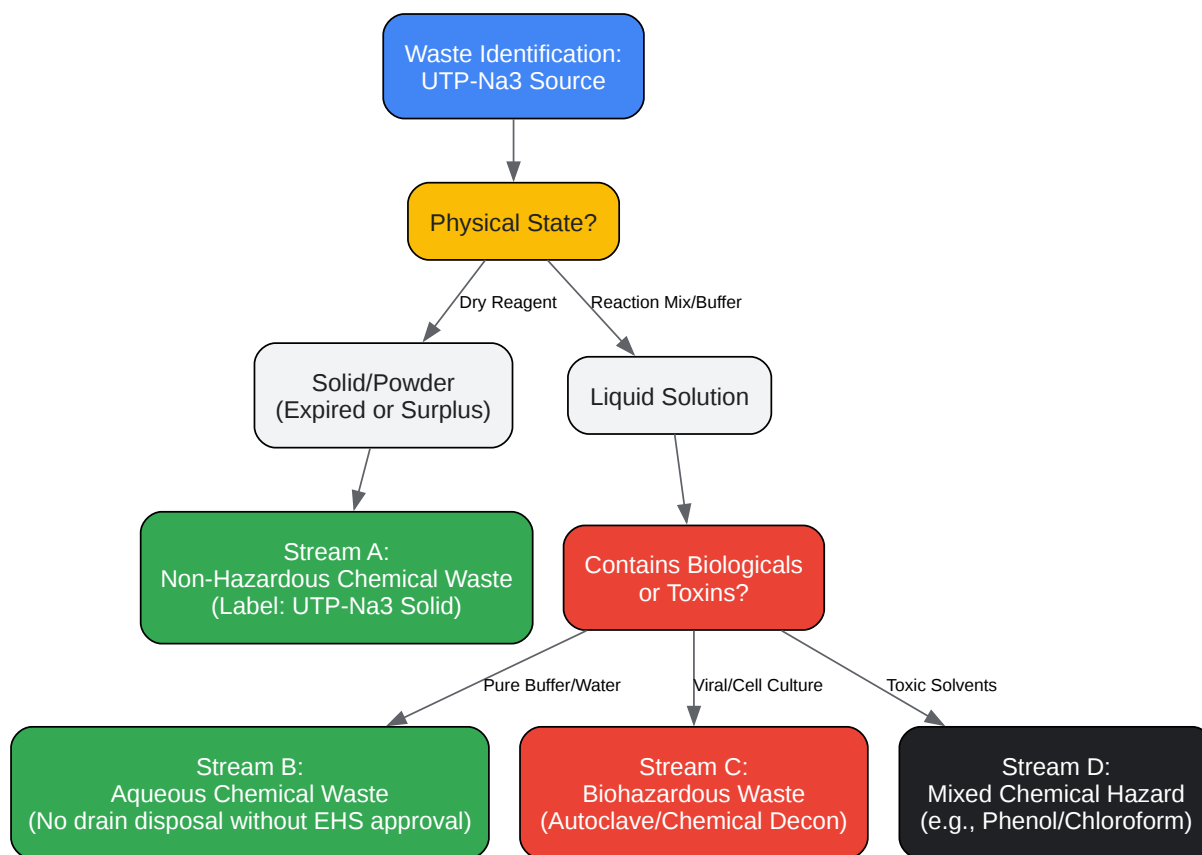 Waste Identification:
UTP-Na3 Source
Physical State?
Dry Reagent
Reaction Mix/Buffer
Solid/Powder
(Expired or Surplus)
Liquid Solution
Stream A:
Non-Hazardous Chemical Waste
(Label: UTP-Na3 Solid)
Contains Biologicals
or Toxins?
Pure Buffer/Water
Viral/Cell Culture
Toxic Solvents
Stream B:
Aqueous Chemical Waste
(No drain disposal without EHS approval)
Stream C:
Biohazardous Waste
(Autoclave/Chemical Decon)
Stream D:
Mixed Chemical Hazard
(e.g., Phenol/Chloroform)